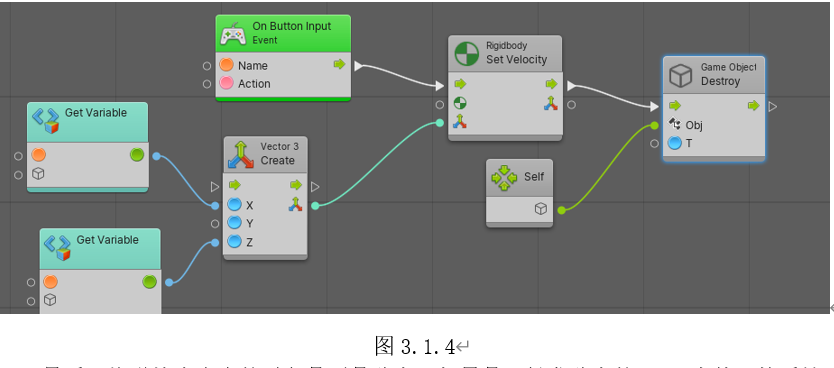 On Button Input
Event
Name
Action
Rigidbody
Set Velocity
Game Object
Destroy
Obj
T
Get Variable
Vector 3
Create
X
Y
Z
Self
Get Variable
图 3.1.4